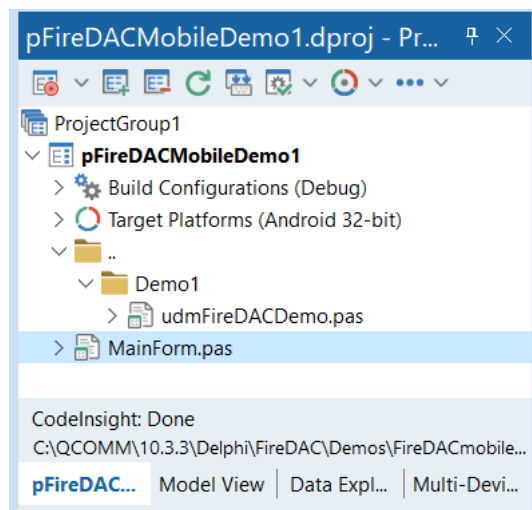 pFireDACMobileDemo1.dproj - Pr...
ProjectGroup1
pFireDACMobileDemo1
Build Configurations (Debug)
Target Platforms (Android 32-bit)
..
Demo1
udmFireDACDemo.pas
MainForm.pas
CodeInsight: Done
C:\QCOMM\10.3.3\Delphi\FireDAC\Demos\FireDACmobile...
pFireDAC... Model View Data Expl... Multi-Devi...